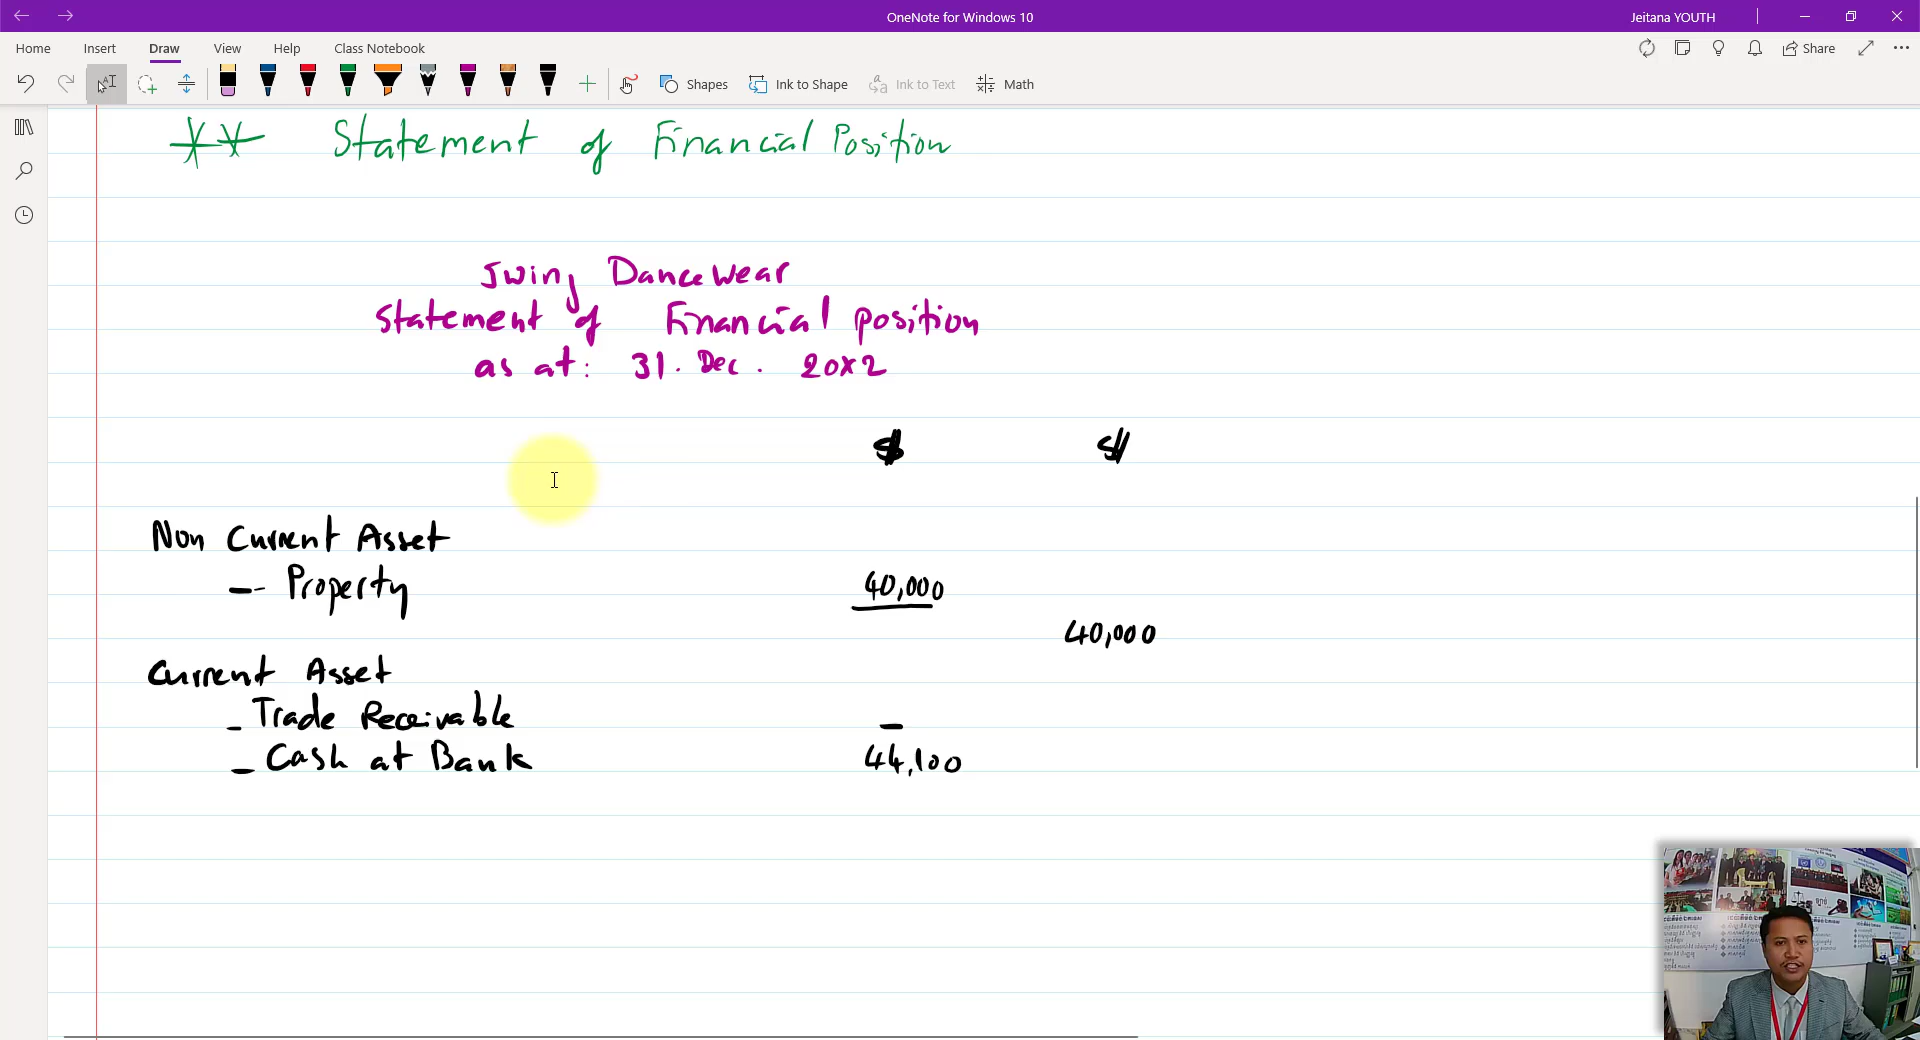 OneNote for Windows 10
Jeitana YOUTH
Home Insert Draw View Help Class Notebook
Share
Shapes Ink to Shape Ink to Text Math
Statement of Financial Position
Swing DanceWear
Statement of Financial position
as at: 31. Dec. 20x2
$ $
Non Current Asset
-- Property 40,000
40,000
Current Asset
- Trade Receivable -
- Cash at Bank 44,100